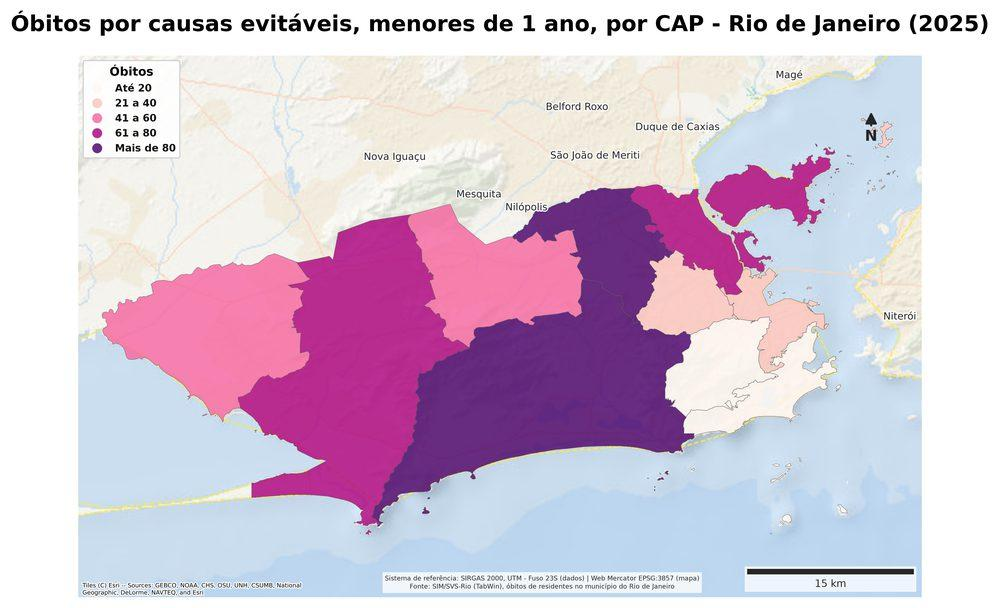 Óbitos por causas evitáveis, menores de 1 ano, por CAP - Rio de Janeiro (2025)
Óbitos
Até 20
21 a 40
41 a 60
61 a 80
Mais de 80
Magé
Belford Roxo
Duque de Caxias
N
São João de Meriti
Nova Iguaçu
Mesquita
Nilópolis
Niterói
Tiles (C) Esri -- Sources: GEBCO, NOAA, CHS, OSU, UNH, CSUMB, National
Geographic, DeLorme, NAVTEQ, and Esri
Sistema de referência: SIRGAS 2000, UTM - Fuso 23S (dados) | Web Mercator EPSG:3857 (mapa)
Fonte: SIM/SVS-Rio (TabWin), óbitos de residentes no município do Rio de Janeiro
15 km